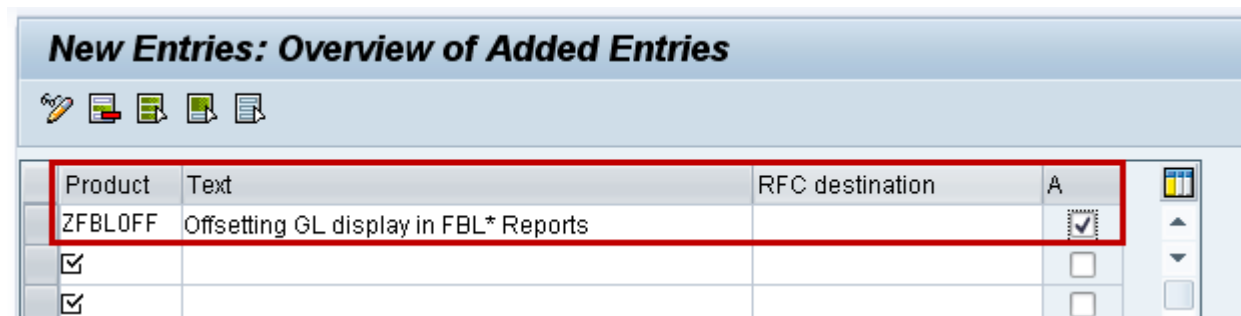 New Entries: Overview of Added Entries
Product Text RFC destination A
ZFBLOFF Offsetting GL display in FBL* Reports